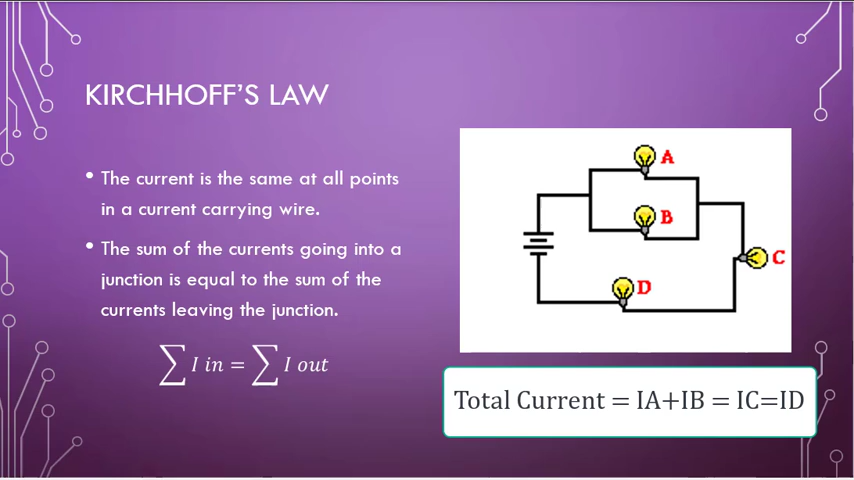 KIRCHHOFF'S LAW
• The current is the same at all points
in a current carrying wire.
• The sum of the currents going into a
junction is equal to the sum of the
currents leaving the junction.
∑ I in = ∑ I out
A
B
C
D
Total Current = IA+IB = IC=ID